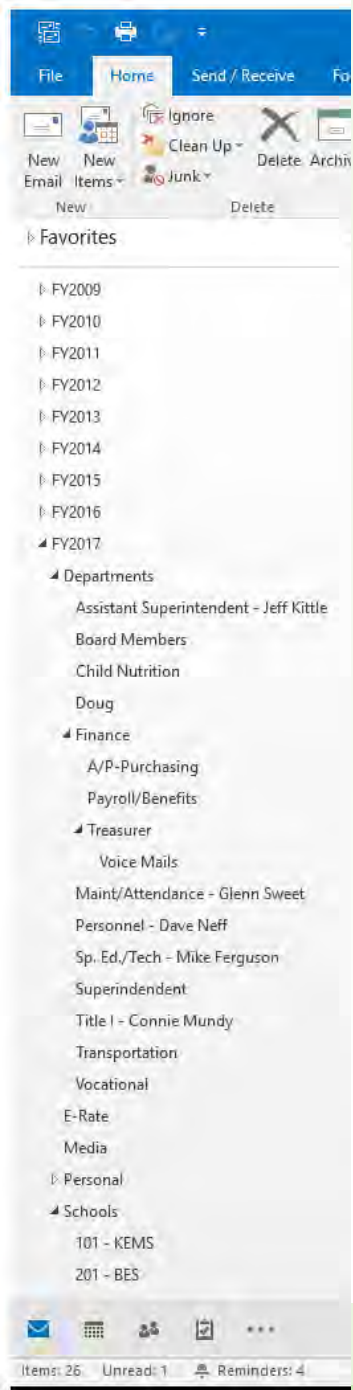 File Home Send / Receive Fo
Ignore
Clean Up
Junk
New Email
New Items
Delete Archiv
New Delete
Favorites
FY2009
FY2010
FY2011
FY2012
FY2013
FY2014
FY2015
FY2016
FY2017
Departments
Assistant Superintendent - Jeff Kittle
Board Members
Child Nutrition
Doug
Finance
A/P-Purchasing
Payroll/Benefits
Treasurer
Voice Mails
Maint/Attendance - Glenn Sweet
Personnel - Dave Neff
Sp. Ed./Tech - Mike Ferguson
Superindendent
Title I - Connie Mundy
Transportation
Vocational
E-Rate
Media
Personal
Schools
101 - KEMS
201 - BES
Items: 26 Unread: 1 Reminders: 4